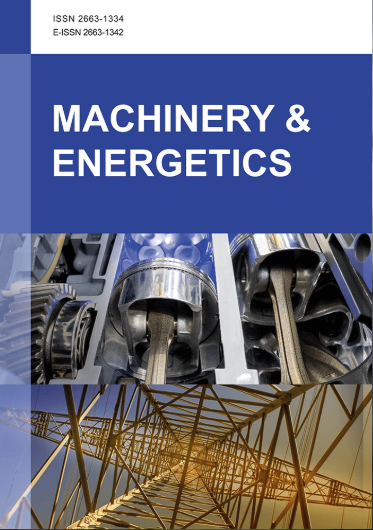 ISSN 2663-1334
E-ISSN 2663-1342
MACHINERY &
ENERGETICS